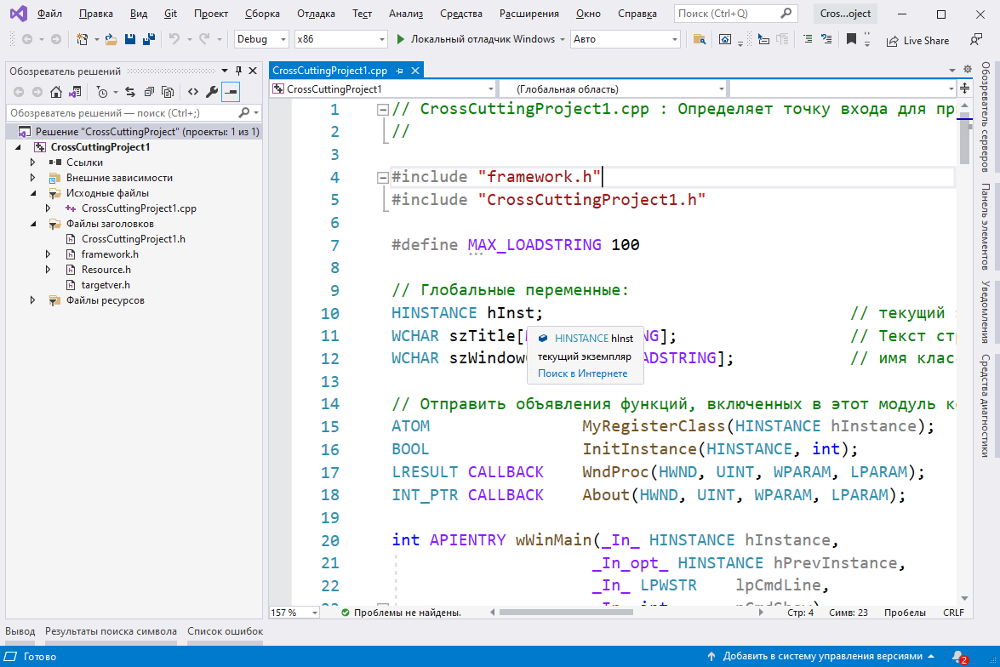 Файл Правка Вид Git Проект Сборка Отладка Тест Анализ Средства Расширения Окно Справка Поиск (Ctrl+Q) Cros...oject
Debug x86 Локальный отладчик Windows Авто Live Share
Обозреватель решений
Обозреватель решений — поиск (Ctrl+;)
Решение "CrossCuttingProject" (проекты: 1 из 1)
CrossCuttingProject1
Ссылки
Внешние зависимости
Исходные файлы
CrossCuttingProject1.cpp
Файлы заголовков
CrossCuttingProject1.h
framework.h
Resource.h
targetver.h
Файлы ресурсов
CrossCuttingProject1.cpp
CrossCuttingProject1 (Глобальная область)
1 // CrossCuttingProject1.cpp : Определяет точку входа для пр
2 //
3
4 #include "framework.h"
5 #include "CrossCuttingProject1.h"
6
7 #define MAX_LOADSTRING 100
8
9 // Глобальные переменные:
10 HINSTANCE hInst; // текущий
11 WCHAR szTitle[ NG]; // Текст ст
12 WCHAR szWindow ADSTRING]; // имя клас
HINSTANCE hInst
текущий экземпляр
Поиск в Интернете
13
14 // Отправить объявления функций, включенных в этот модуль к
15 ATOM MyRegisterClass(HINSTANCE hInstance);
16 BOOL InitInstance(HINSTANCE, int);
17 LRESULT CALLBACK WndProc(HWND, UINT, WPARAM, LPARAM);
18 INT_PTR CALLBACK About(HWND, UINT, WPARAM, LPARAM);
19
20 int APIENTRY wWinMain(_In_ HINSTANCE hInstance,
21 _In_opt_ HINSTANCE hPrevInstance,
22 _In_ LPWSTR lpCmdLine,
157 % Проблемы не найдены. Стр: 4 Симв: 23 Пробелы CRLF
Обозреватель серверов
Панель элементов
Уведомления
Средства диагностики
Вывод Результаты поиска символа Список ошибок
Готово Добавить в систему управления версиями 2